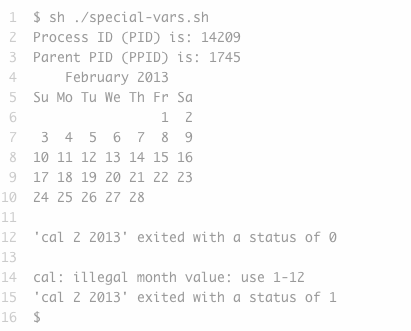 1 $ sh ./special-vars.sh
2 Process ID (PID) is: 14209
3 Parent PID (PPID) is: 1745
4     February 2013
5 Su Mo Tu We Th Fr Sa
6                 1  2
7  3  4  5  6  7  8  9
8 10 11 12 13 14 15 16
9 17 18 19 20 21 22 23
10 24 25 26 27 28
11
12 'cal 2 2013' exited with a status of 0
13
14 cal: illegal month value: use 1-12
15 'cal 2 2013' exited with a status of 1
16 $